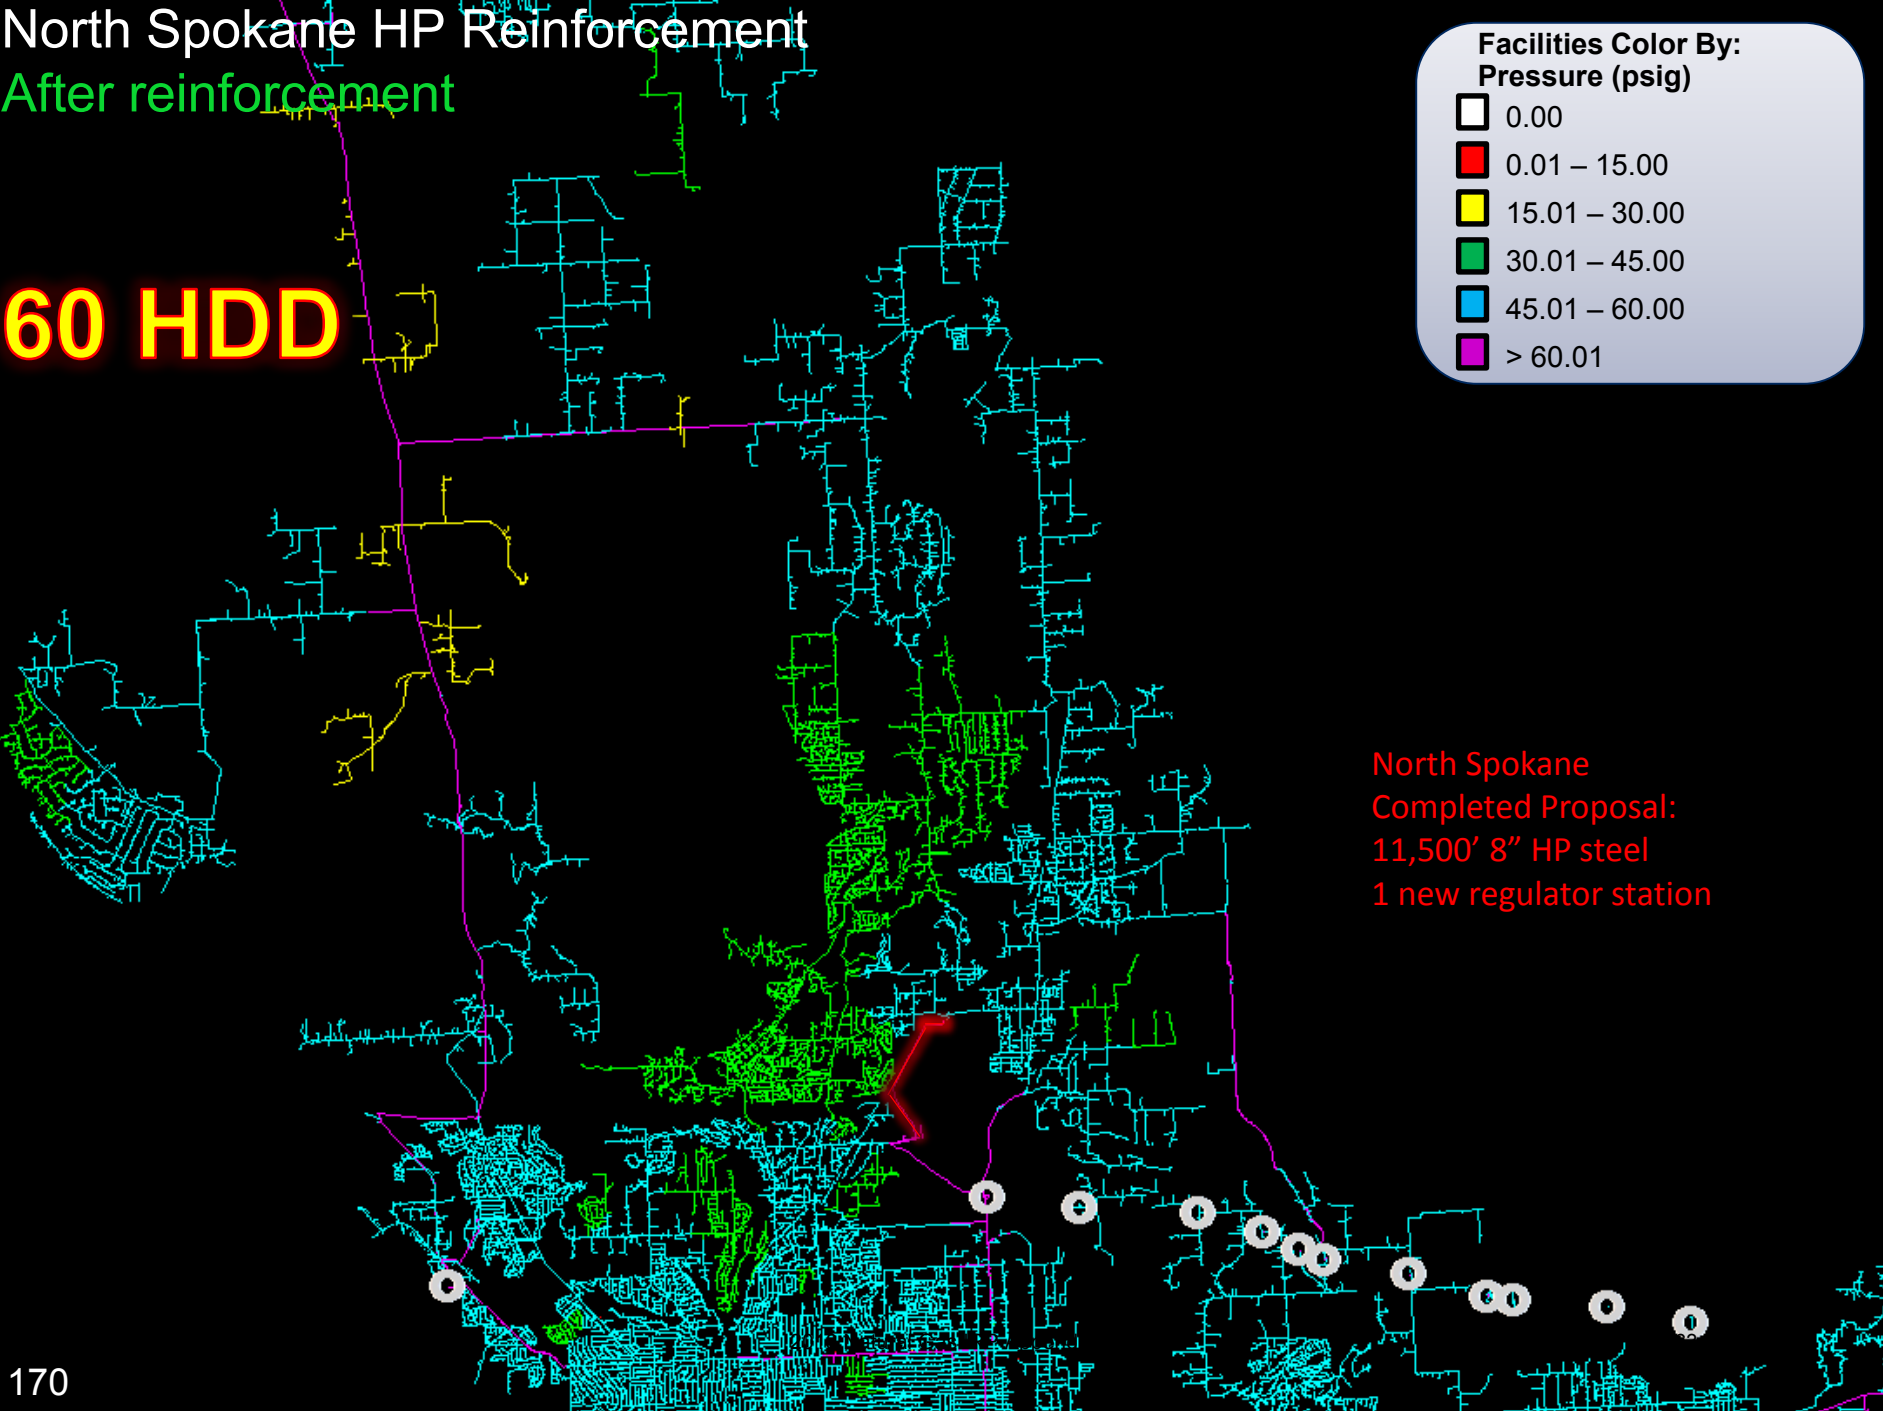 North Spokane HP Reinforcement
After reinforcement
Facilities Color By:
Pressure (psig)
0.00
0.01 – 15.00
15.01 – 30.00
30.01 – 45.00
45.01 – 60.00
> 60.01
60 HDD
North Spokane
Completed Proposal:
11,500’ 8” HP steel
1 new regulator station
170